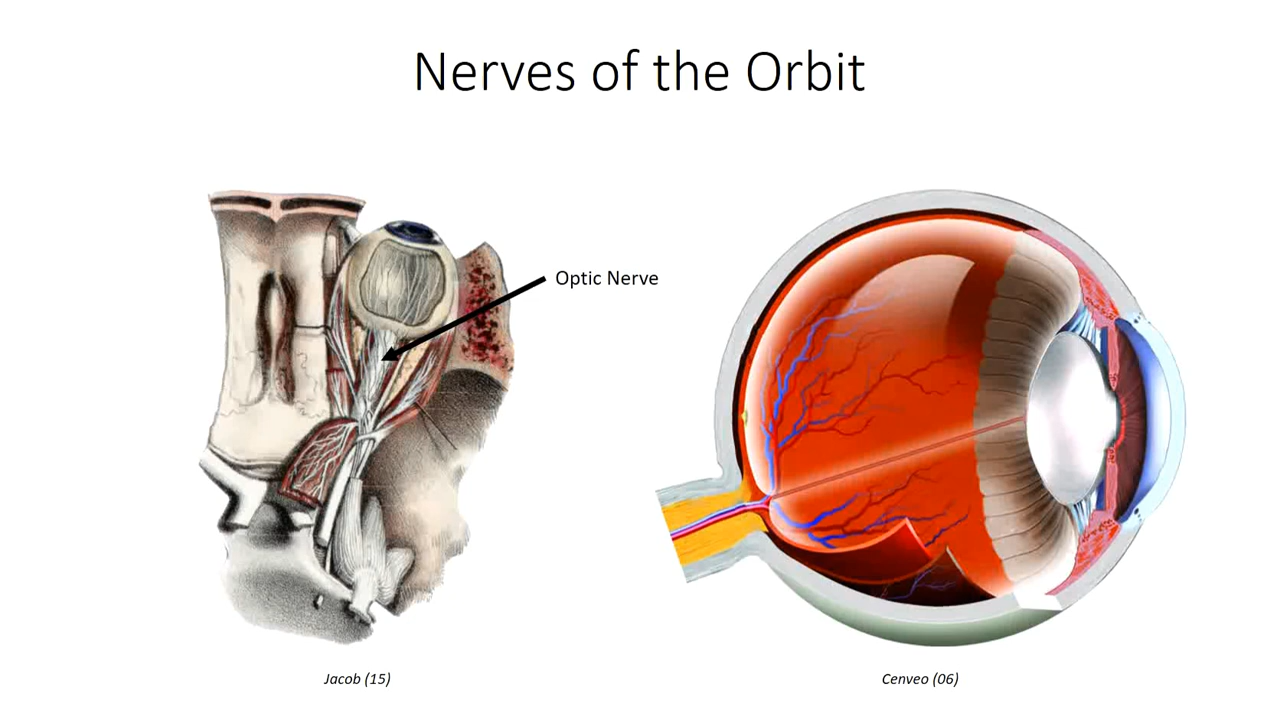 Nerves of the Orbit
Optic Nerve
Jacob (15)
Cenveo (06)